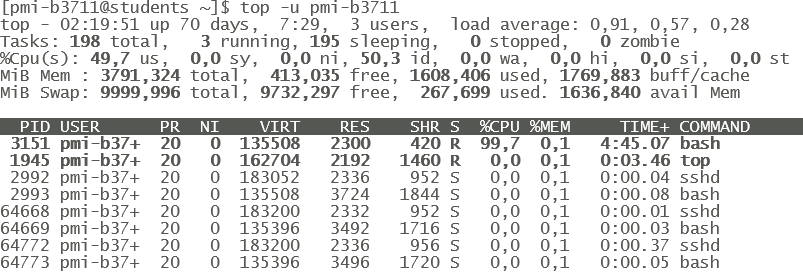 [pmi-b3711@students ~]$ top -u pmi-b3711
top - 02:19:51 up 70 days,  7:29,  3 users,  load average: 0,91, 0,57, 0,28
Tasks: 198 total,   3 running, 195 sleeping,   0 stopped,   0 zombie
%Cpu(s): 49,7 us,  0,0 sy,  0,0 ni, 50,3 id,  0,0 wa,  0,0 hi,  0,0 si,  0,0 st
MiB Mem : 3791,324 total,  413,035 free, 1608,406 used, 1769,883 buff/cache
MiB Swap: 9999,996 total, 9732,297 free,  267,699 used. 1636,840 avail Mem
  PID USER      PR  NI    VIRT    RES    SHR S  %CPU %MEM     TIME+ COMMAND
 3151 pmi-b37+  20   0  135508   2300    420 R  99,7  0,1   4:45.07 bash
 1945 pmi-b37+  20   0  162704   2192   1460 R   0,0  0,1   0:03.46 top
 2992 pmi-b37+  20   0  183052   2336    952 S   0,0  0,1   0:00.04 sshd
 2993 pmi-b37+  20   0  135508   3724   1844 S   0,0  0,1   0:00.08 bash
64668 pmi-b37+  20   0  183200   2332    952 S   0,0  0,1   0:00.01 sshd
64669 pmi-b37+  20   0  135396   3492   1716 S   0,0  0,1   0:00.03 bash
64772 pmi-b37+  20   0  183200   2336    956 S   0,0  0,1   0:00.37 sshd
64773 pmi-b37+  20   0  135396   3496   1720 S   0,0  0,1   0:00.05 bash